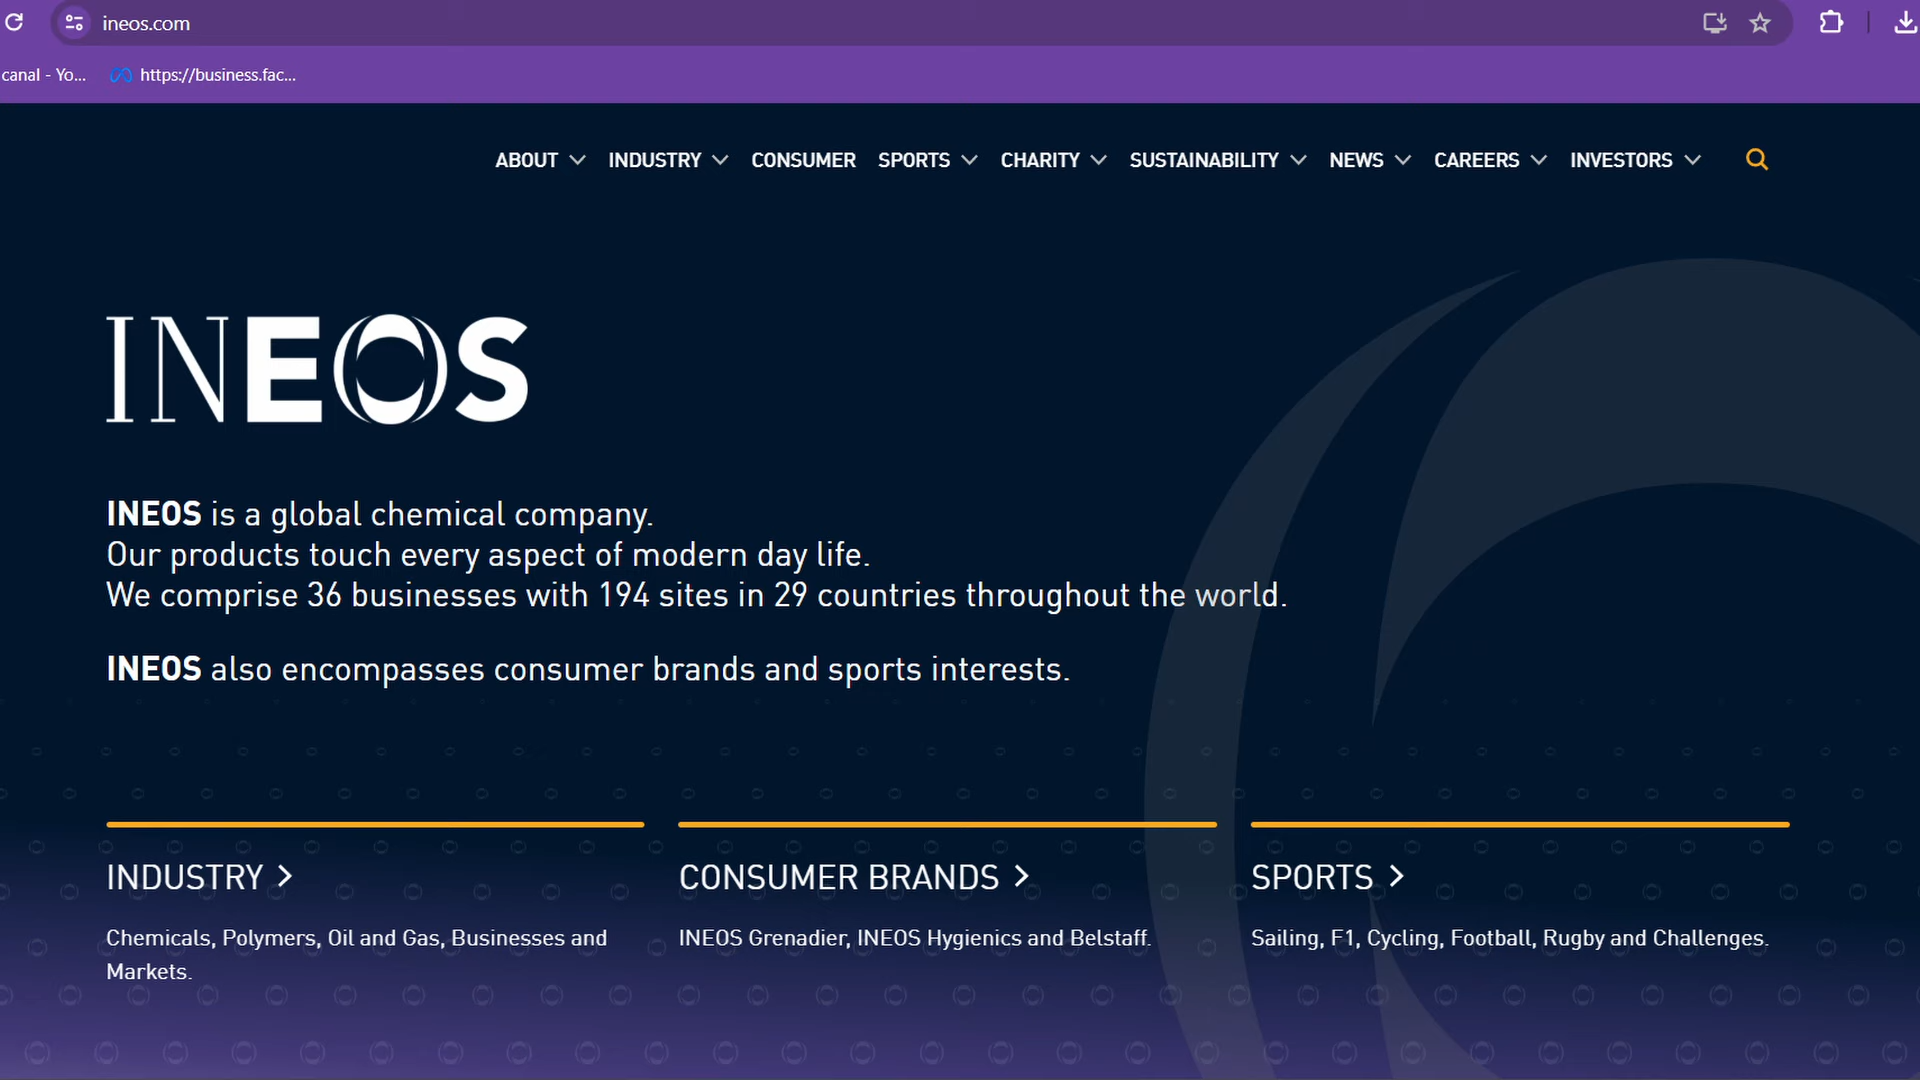 ineos.com
canal - Yo...
https://business.fac...
ABOUT INDUSTRY CONSUMER SPORTS CHARITY SUSTAINABILITY NEWS CAREERS INVESTORS
INEOS
INEOS is a global chemical company.
Our products touch every aspect of modern day life.
We comprise 36 businesses with 194 sites in 29 countries throughout the world.
INEOS also encompasses consumer brands and sports interests.
INDUSTRY
Chemicals, Polymers, Oil and Gas, Businesses and
Markets.
CONSUMER BRANDS
INEOS Grenadier, INEOS Hygienics and Belstaff.
SPORTS
Sailing, F1, Cycling, Football, Rugby and Challenges.